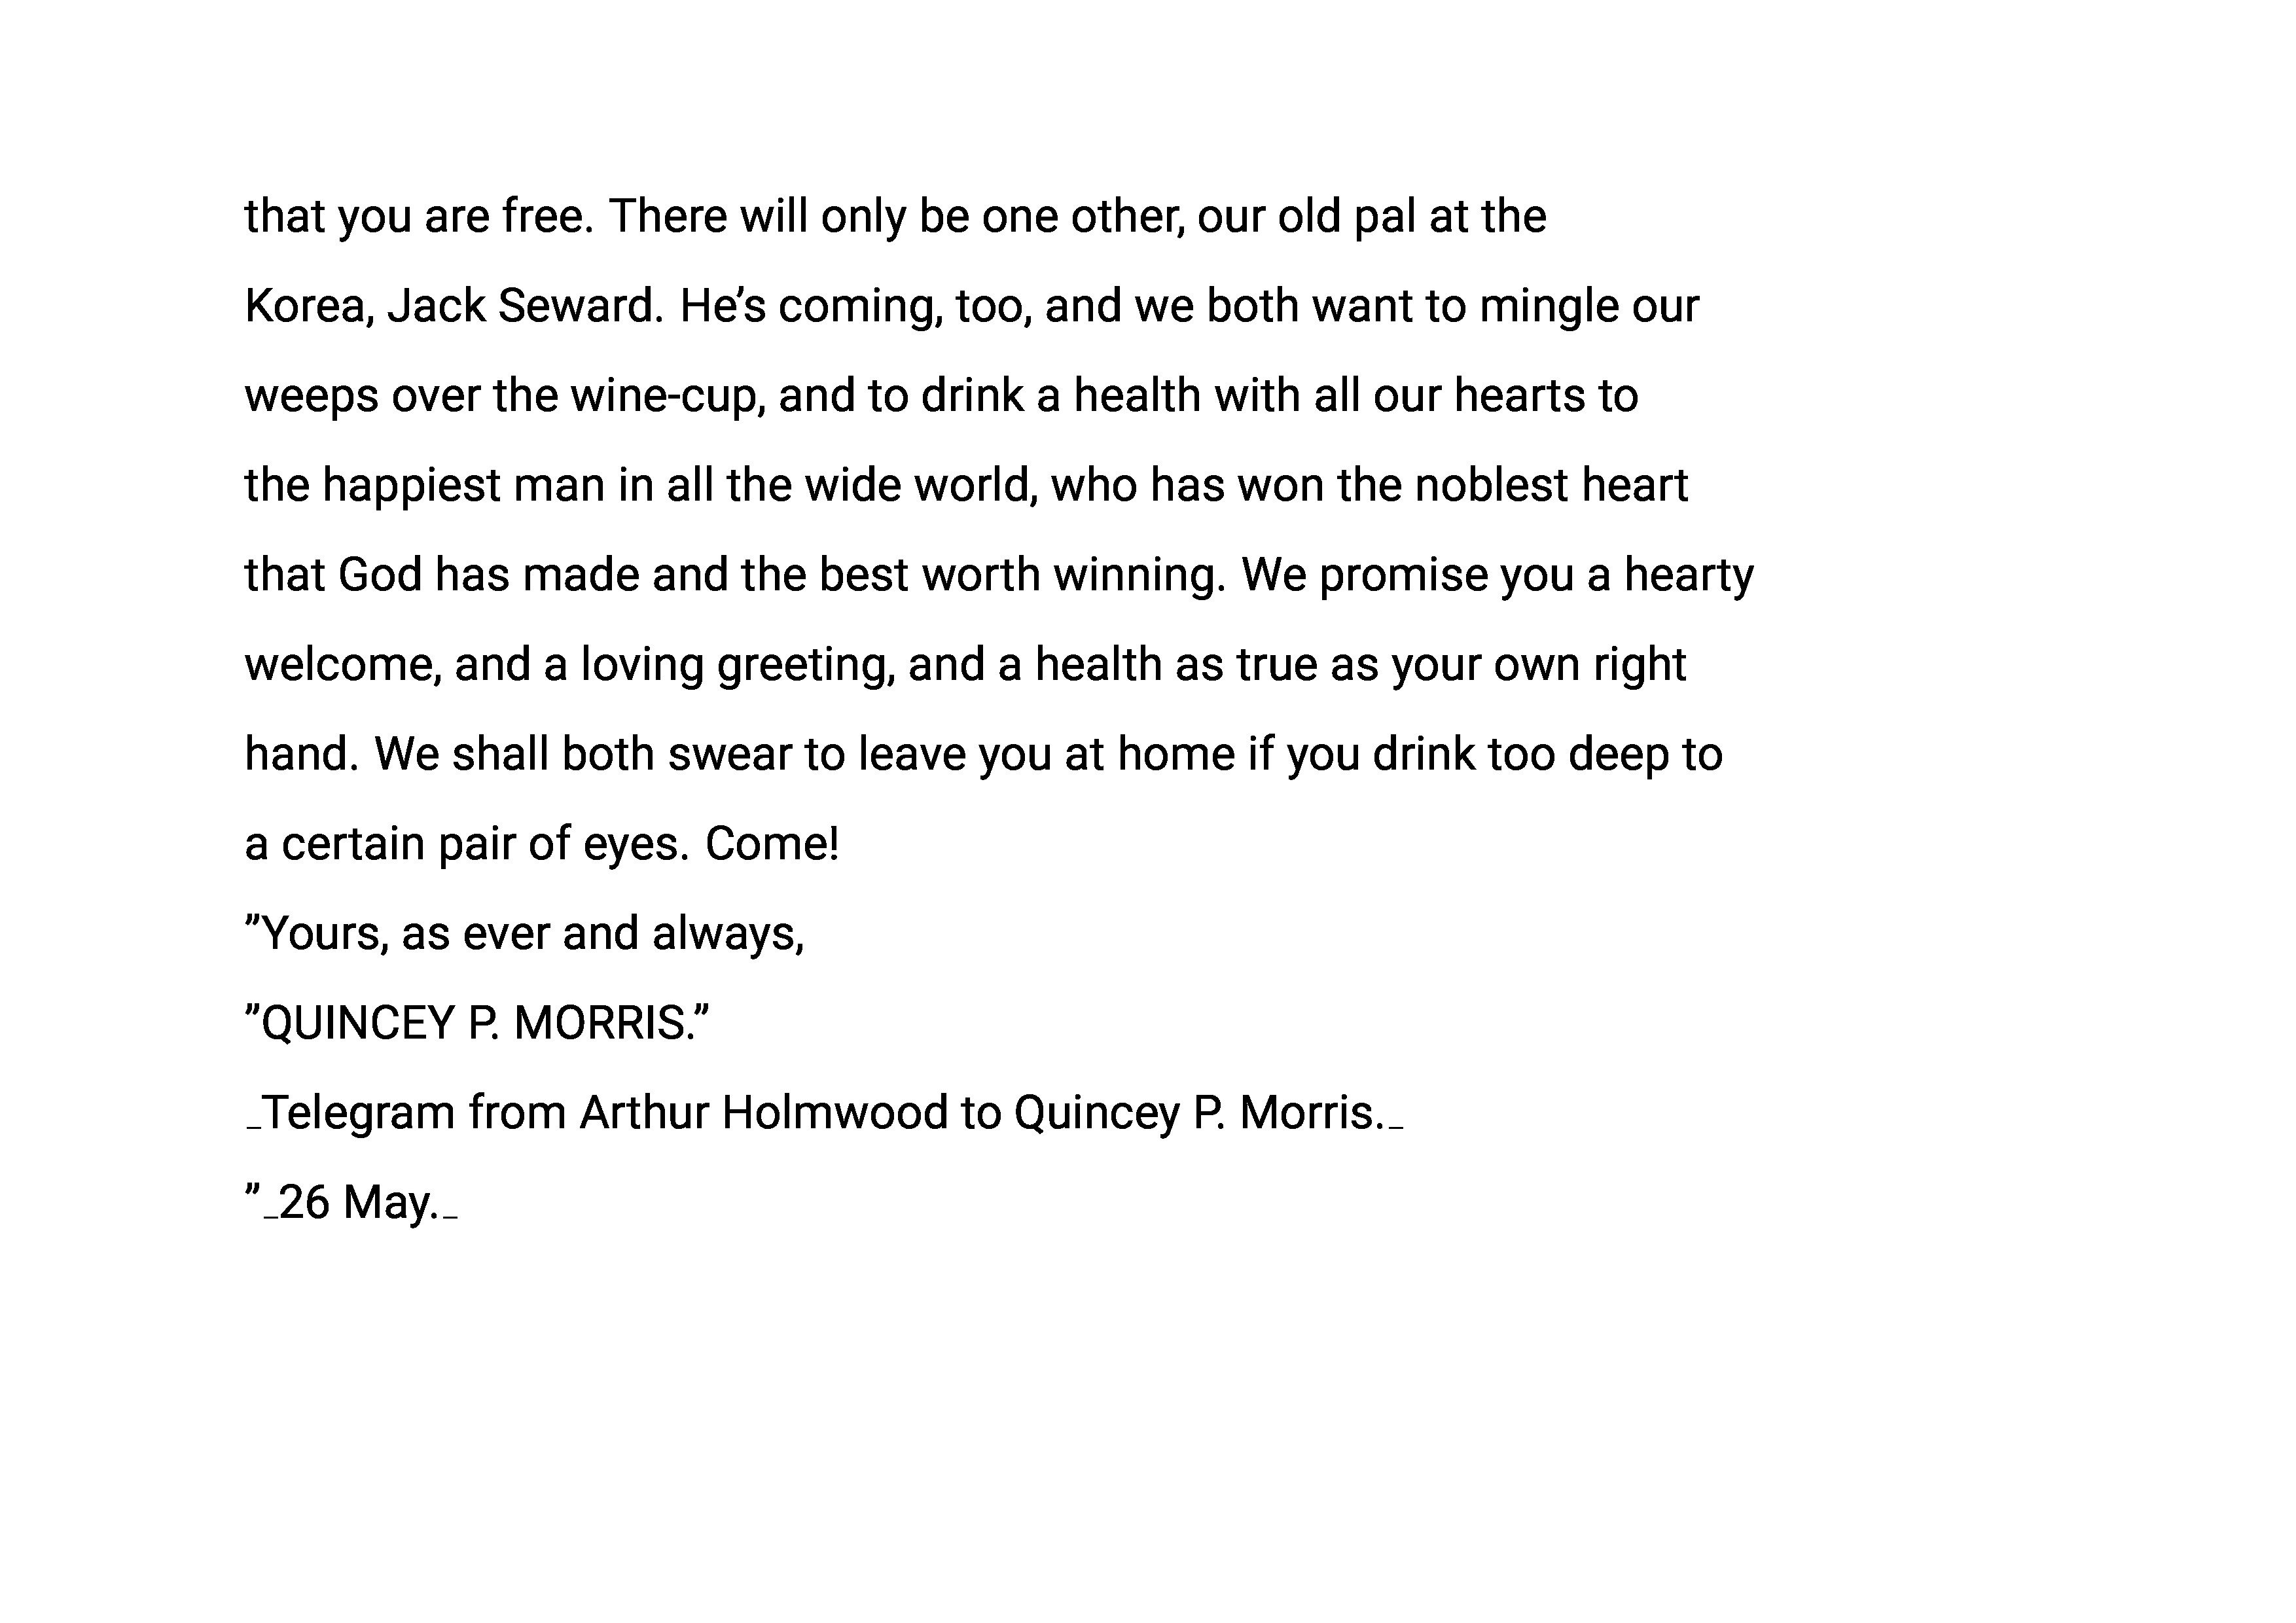 that you are free. There will only be one other, our old pal at the
Korea, Jack Seward. He’s coming, too, and we both want to mingle our
weeps over the wine-cup, and to drink a health with all our hearts to
the happiest man in all the wide world, who has won the noblest heart
that God has made and the best worth winning. We promise you a hearty
welcome, and a loving greeting, and a health as true as your own right
hand. We shall both swear to leave you at home if you drink too deep to
a certain pair of eyes. Come!
”Yours, as ever and always,
”QUINCEY P. MORRIS.”
_Telegram from Arthur Holmwood to Quincey P. Morris._
”_26 May._